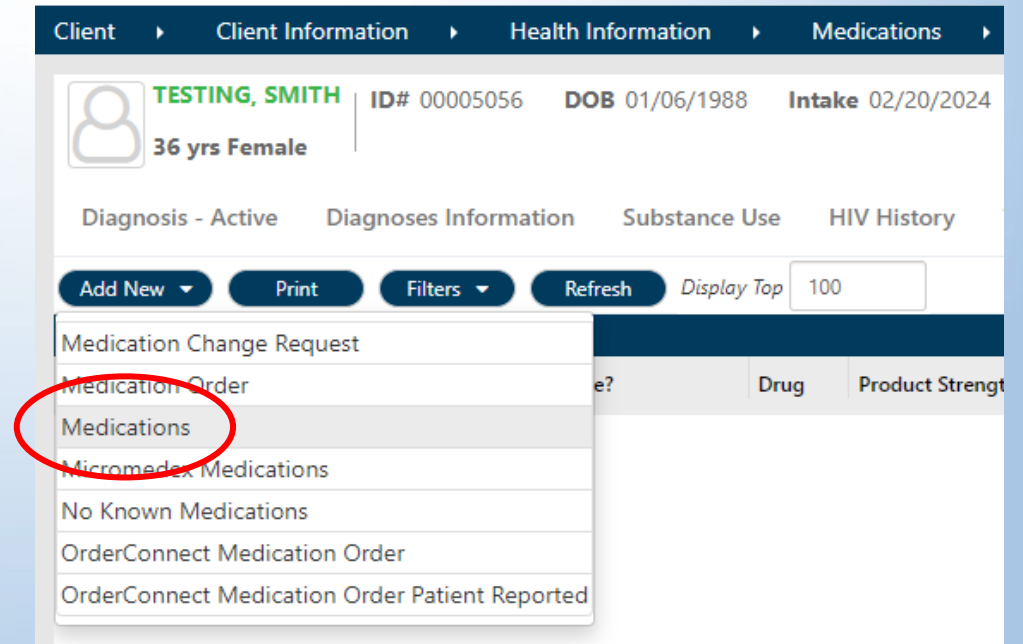 Client Client Information Health Information Medications
TESTING, SMITH ID# 00005056 DOB 01/06/1988 Intake 02/20/2024
36 yrs Female
Diagnosis - Active Diagnoses Information Substance Use HIV History
Add New Print Filters Refresh Display Top 100
Medication Change Request
Medication Order e? Drug Product Strengt
Medications
Micromedex Medications
No Known Medications
OrderConnect Medication Order
OrderConnect Medication Order Patient Reported